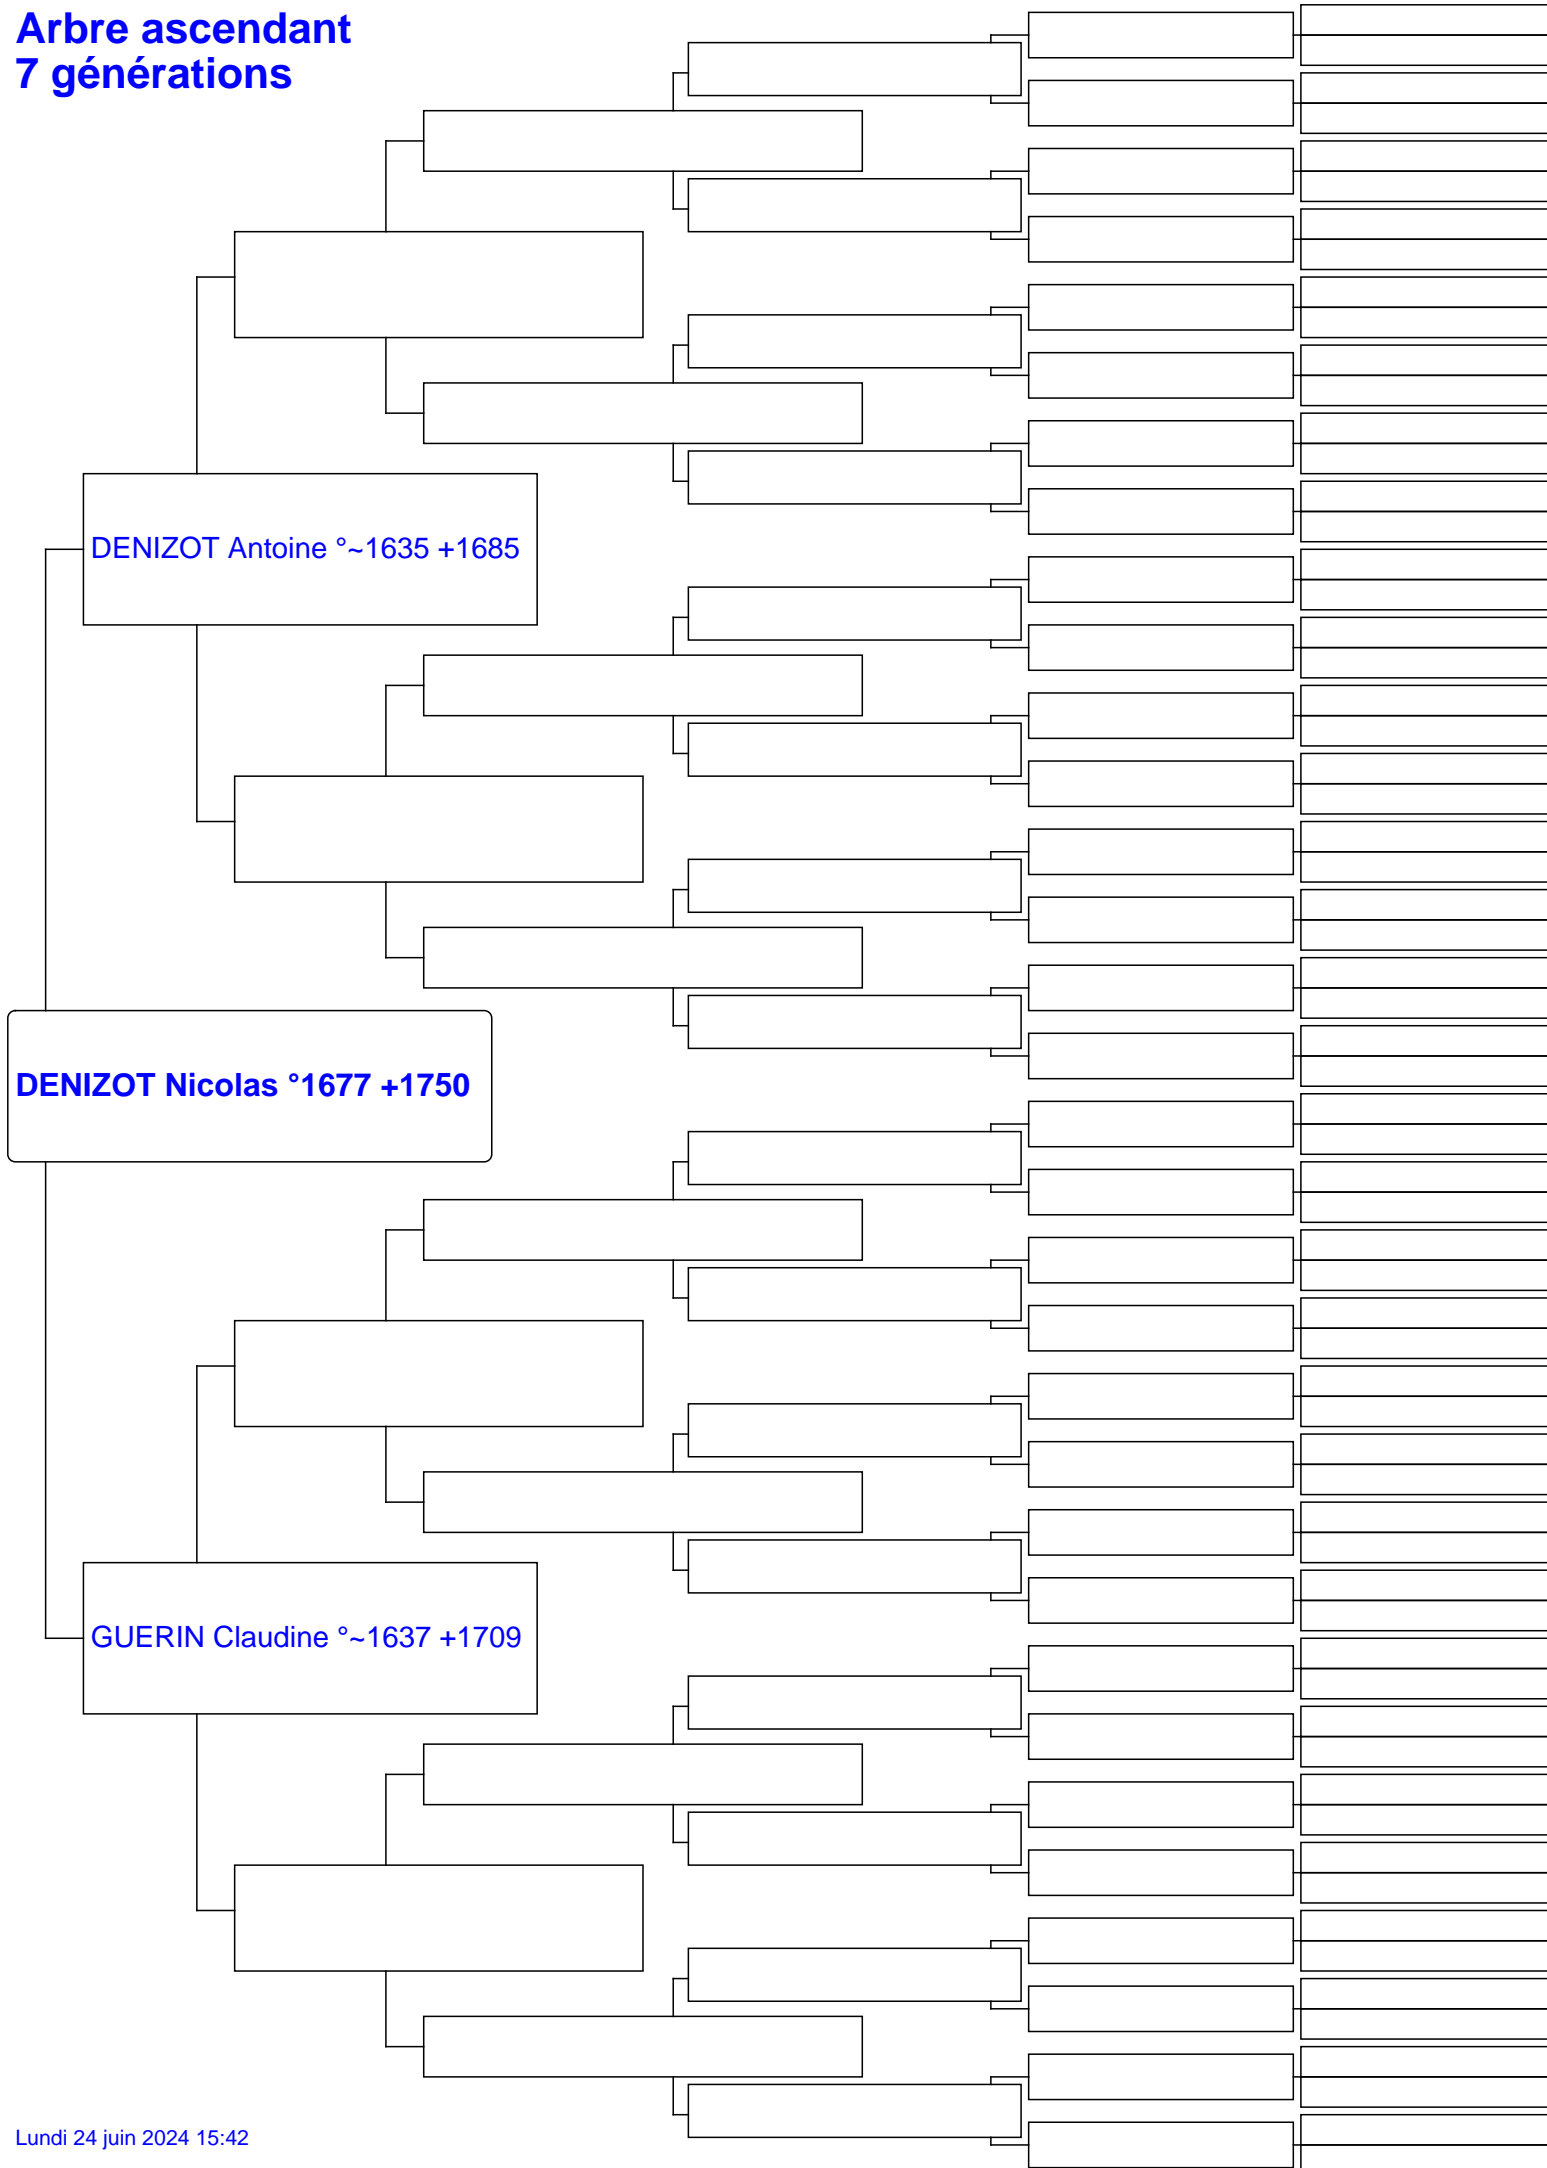 Arbre ascendant
7 générations
DENIZOT Antoine °~1635 +1685
DENIZOT Nicolas °1677 +1750
GUERIN Claudine °~1637 +1709
Lundi 24 juin 2024 15:42